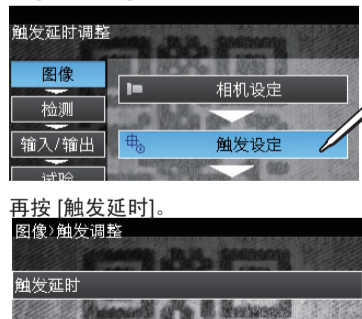 触发延时调整
图像
相机设定
检测
输入/输出
触发设定
试验
再按 [触发延时]。
图像>触发调整
触发延时